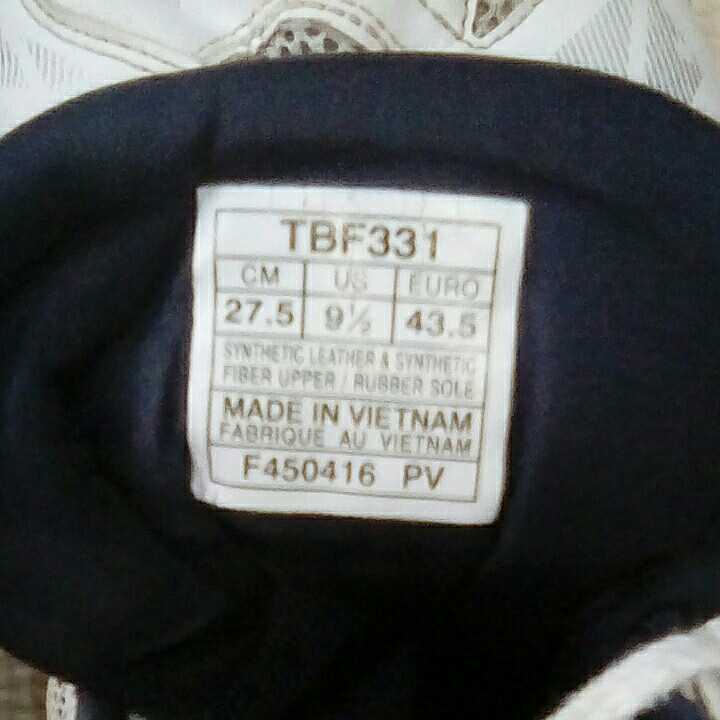 TBF331
CM US EURO
27.5 9½ 43.5
SYNTHETIC LEATHER & SYNTHETIC
FIBER UPPER / RUBBER SOLE
MADE IN VIETNAM
FABRIQUE AU VIETNAM
F450416 PV